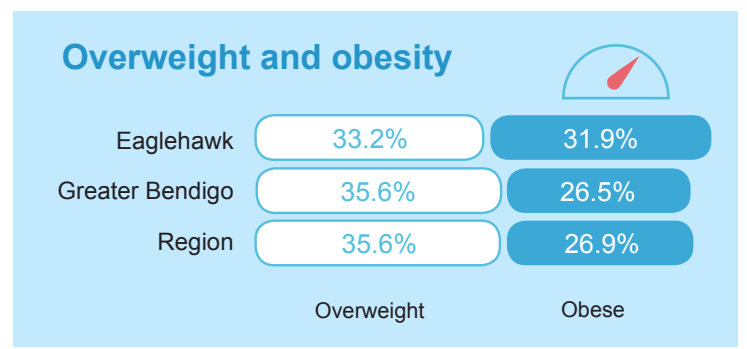 Overweight and obesity
Eaglehawk 33.2% 31.9%
Greater Bendigo 35.6% 26.5%
Region 35.6% 26.9%
Overweight Obese